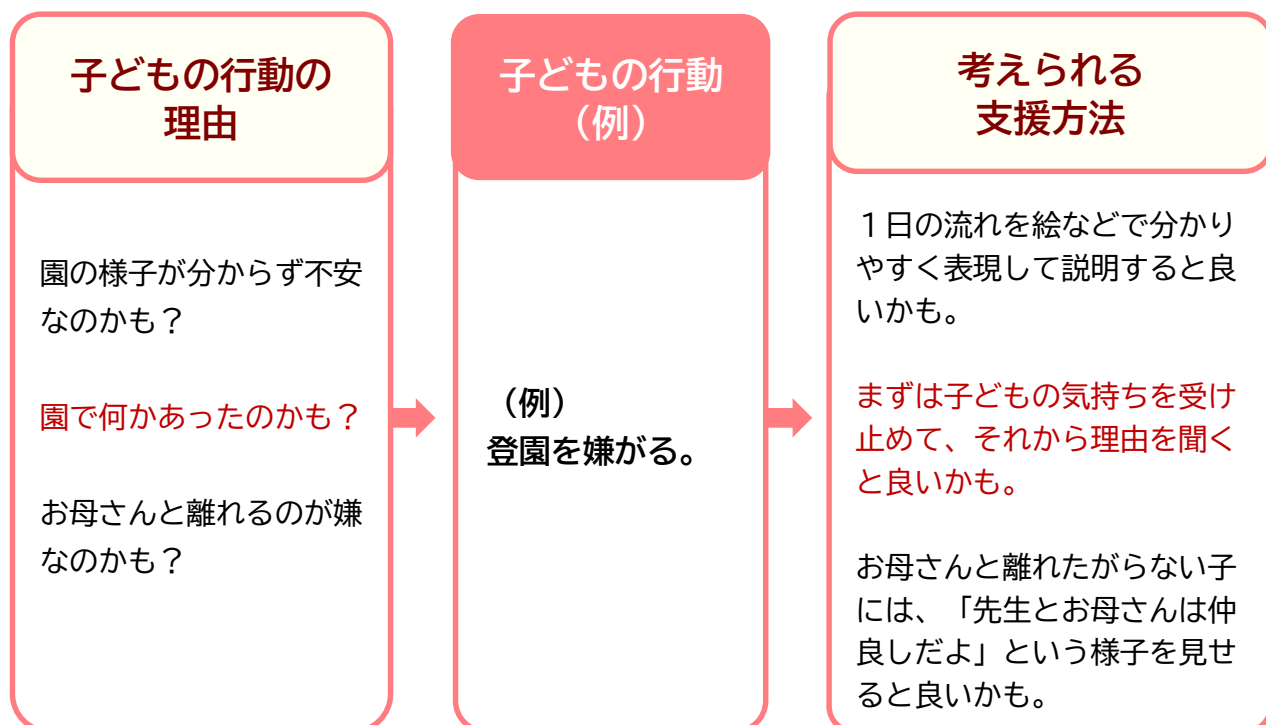 子どもの行動の
理由
園の様子が分からず不安
なのかも？
園で何かあったのかも？
お母さんと離れるのが嫌
なのかも？
子どもの行動
（例）
（例）
登園を嫌がる。
考えられる
支援方法
１日の流れを絵などで分かり
やすく表現して説明すると良
いかも。
まずは子どもの気持ちを受け
止めて、それから理由を聞く
と良いかも。
お母さんと離れたがらない子
には、「先生とお母さんは仲
良しだよ」という様子を見せ
ると良いかも。